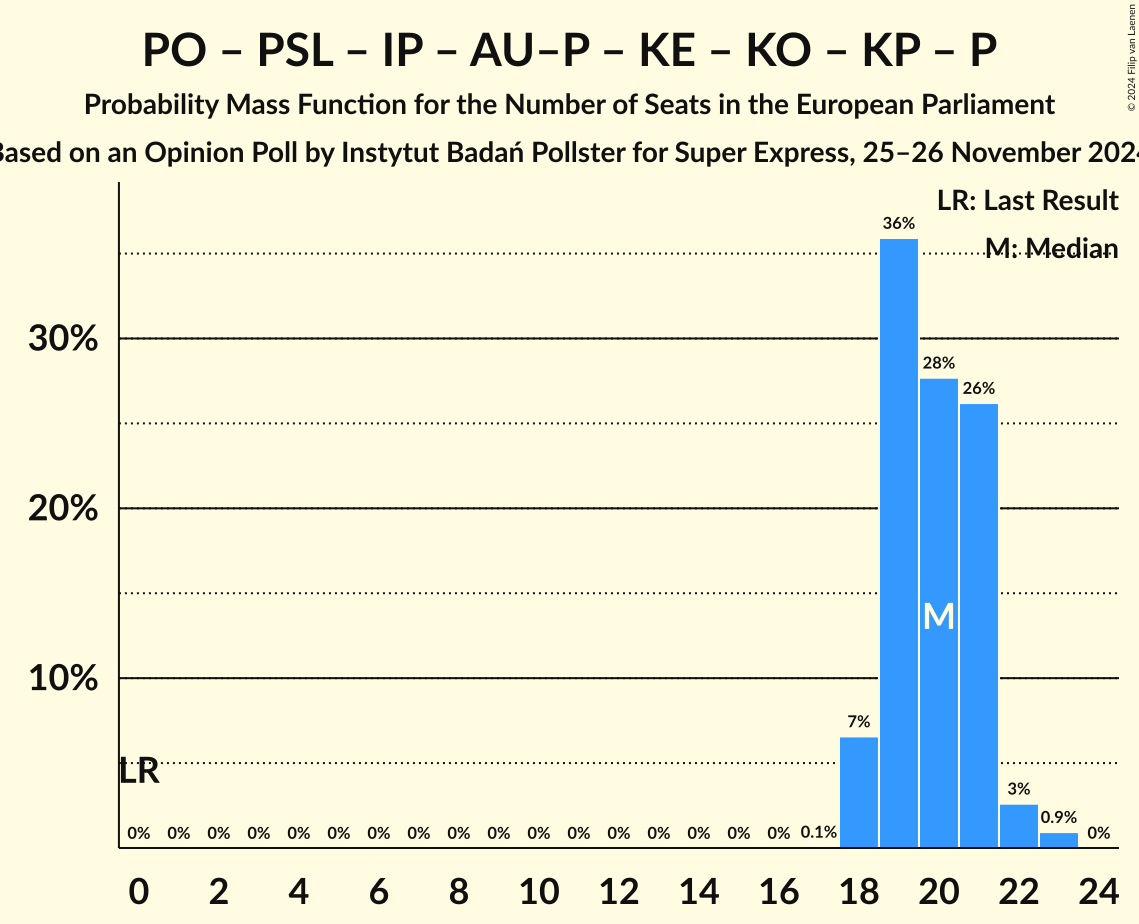 PO – PSL – IP – AU–P – KE – KO – KP – P
Probability Mass Function for the Number of Seats in the European Parliament
Based on an Opinion Poll by Instytut Badań Pollster for Super Express, 25–26 November 2024
© 2024 Filip van Laenen
LR: Last Result
M: Median
36%
30%
28%
26%
20%
M
10%
7%
LR
3%
0.9%
0% 0% 0% 0% 0% 0% 0% 0% 0% 0% 0% 0% 0% 0% 0% 0% 0% 0.1% 0%
0 2 4 6 8 10 12 14 16 18 20 22 24